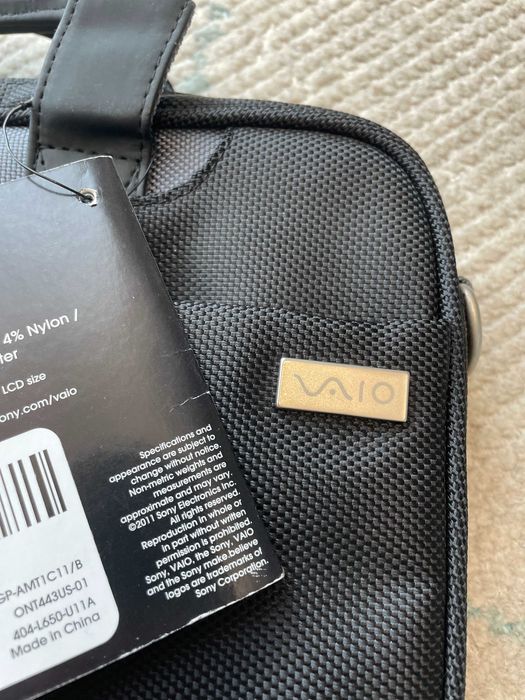 4% Nylon /
LCD size
ony.com/vaio
VAIO
Specifications and
appearance are subject to
change without notice.
Non-metric weights and
measurements are
approximate and may vary.
©2011 Sony Electronics Inc.
All rights reserved.
Reproduction in whole or
in part without written
permission is prohibited.
Sony, VAIO, the Sony, VAIO
and the Sony make.believe
logos are trademarks of
Sony Corporation.
GP-AMT1C11/B
ONT443US-01
404-L650-U11A
Made in China